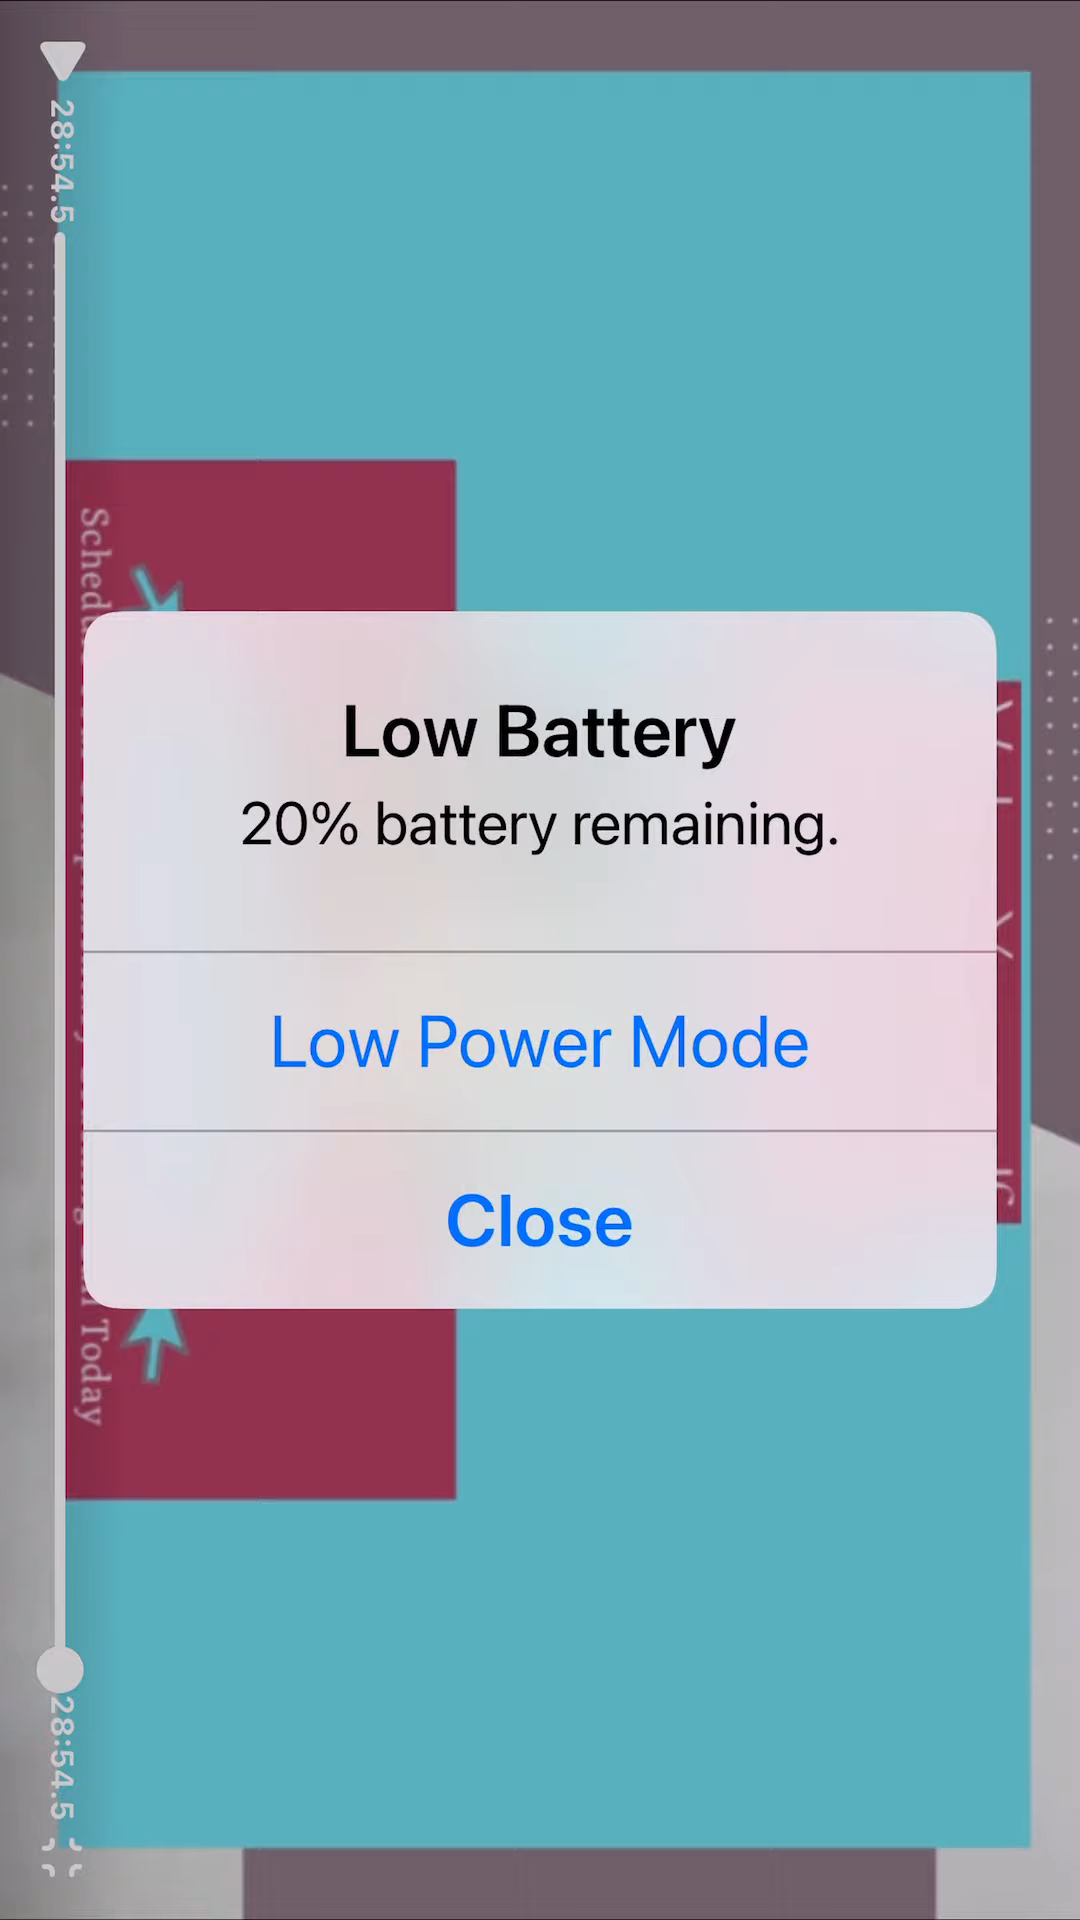 28:54.5
Low Battery
20% battery remaining.
Low Power Mode
Close
Today
28:54.5